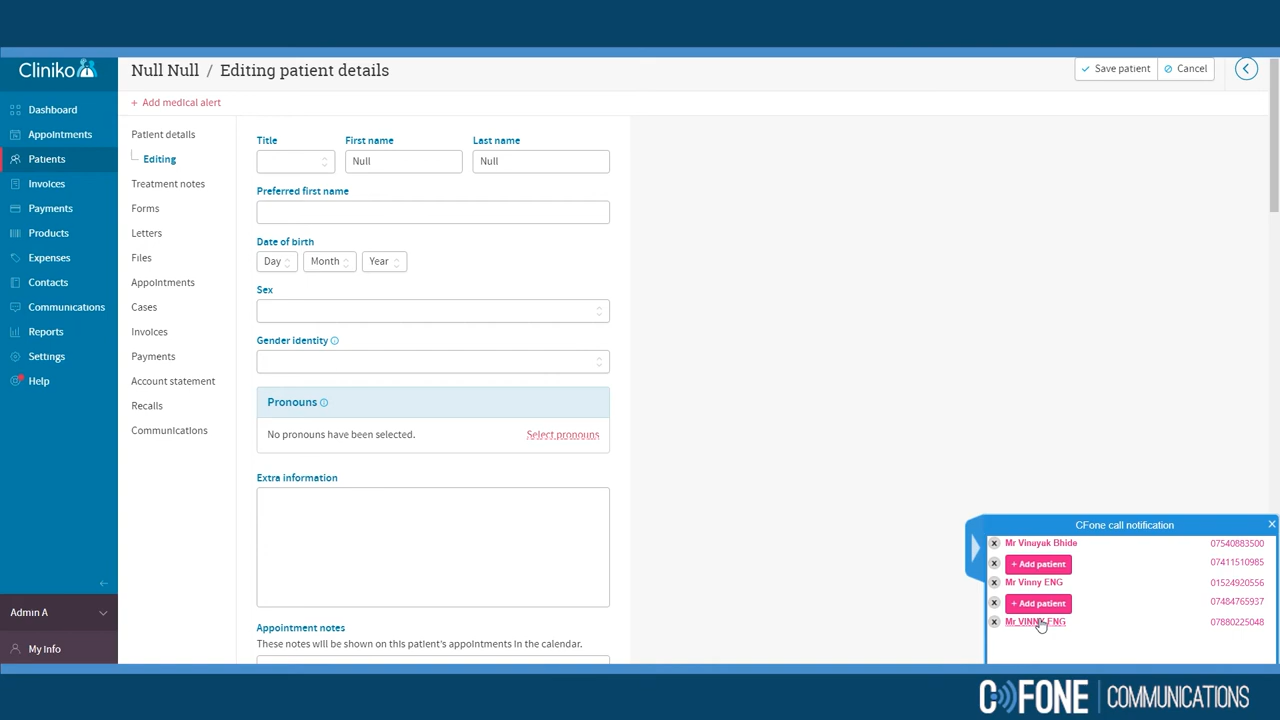 Cliniko
Null Null / Editing patient details
Save patient
Cancel
+ Add medical alert
Dashboard
Appointments
Patients
Invoices
Payments
Products
Expenses
Contacts
Communications
Reports
Settings
Help
Admin A
My Info
Patient details
Editing
Treatment notes
Forms
Letters
Files
Appointments
Cases
Invoices
Payments
Account statement
Recalls
Communications
Title First name Last name
Null Null
Preferred first name
Date of birth
Day Month Year
Sex
Gender identity
Pronouns
No pronouns have been selected. Select pronouns
Extra information
Appointment notes
These notes will be shown on this patient's appointments in the calendar.
CFone call notification
x Mr Vinayak Bhide 07540883500
x + Add patient 07411510985
x Mr Vinny ENG 01524920556
x + Add patient 07484765937
x Mr VINNY ENG 07880225048
CFONE | COMMUNICATIONS